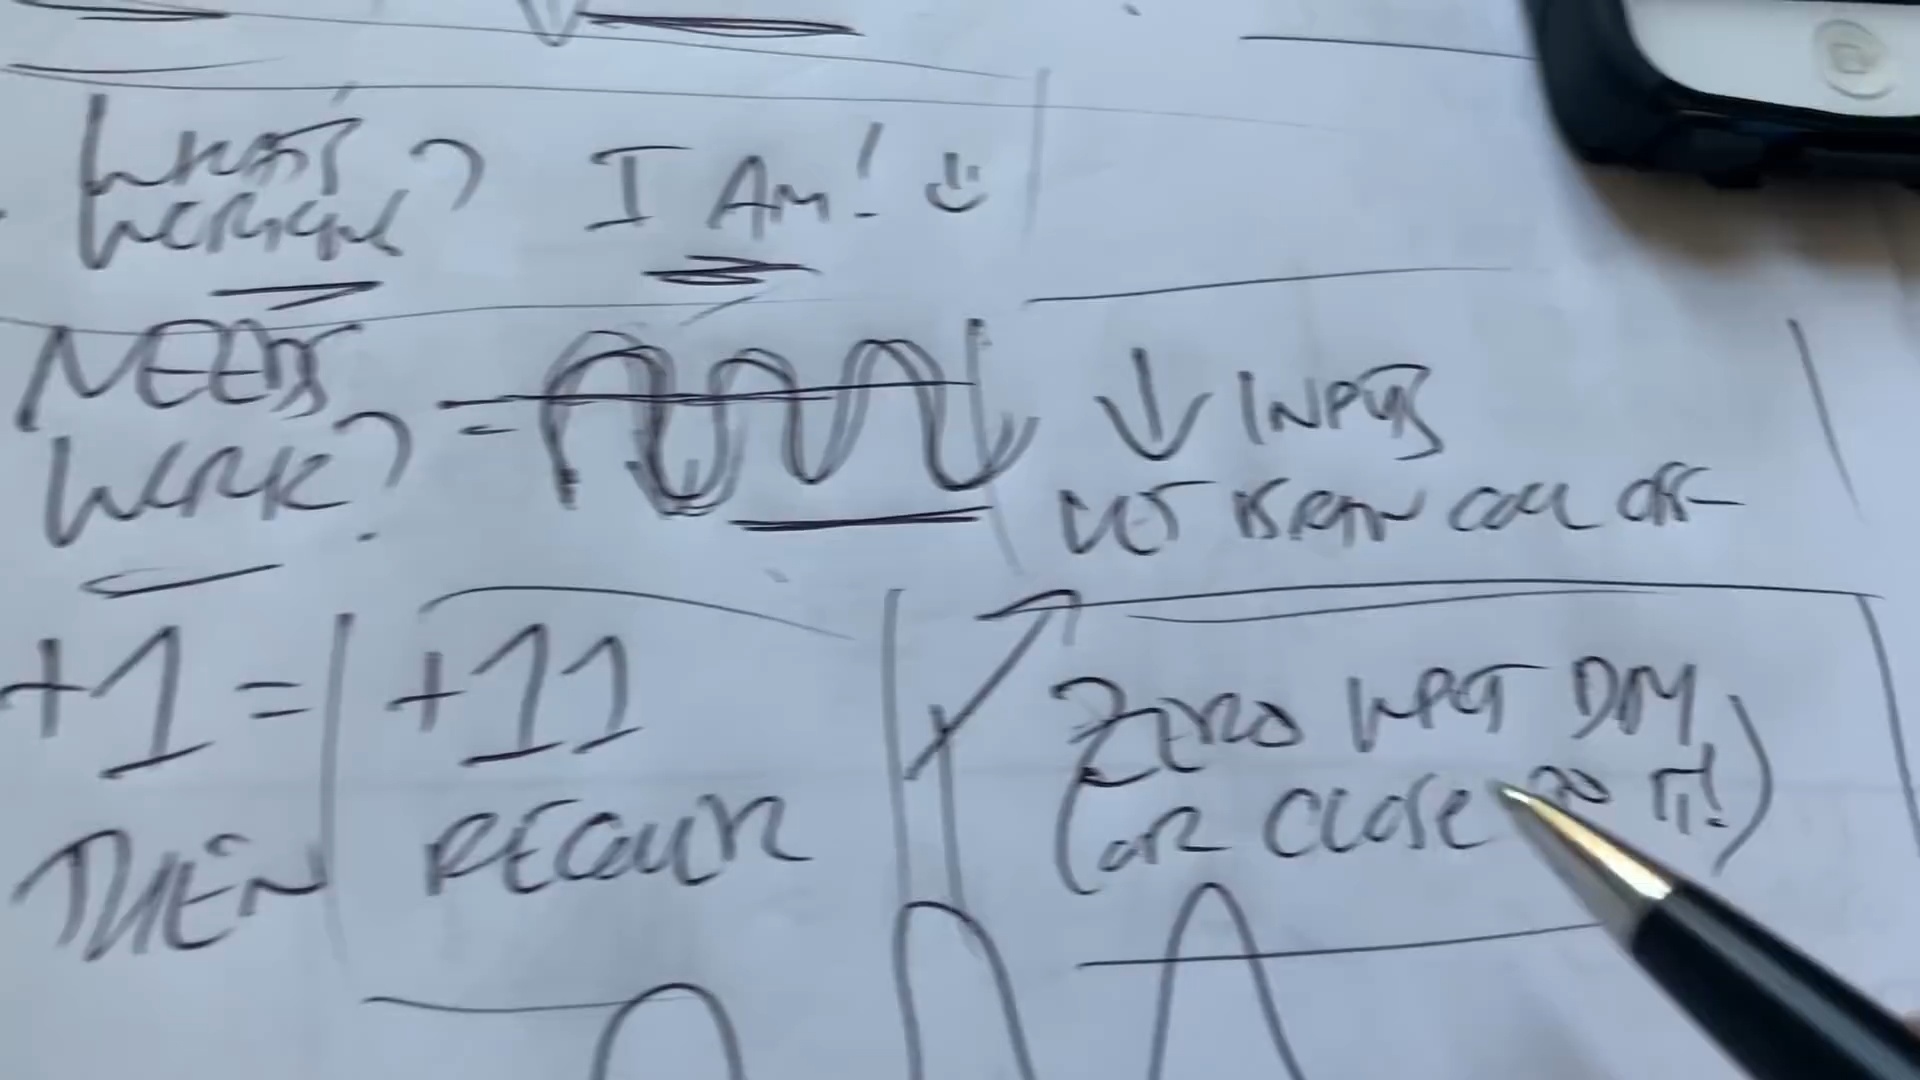 WHAT'S
WORKING? I AM!
NEEDS
WORK? =
↓ INPUTS
LET BRAIN COOL OFF
+1 = +11
THEN RECOUR
ZERO INPUT DAY
(OR CLOSE TO IT!)